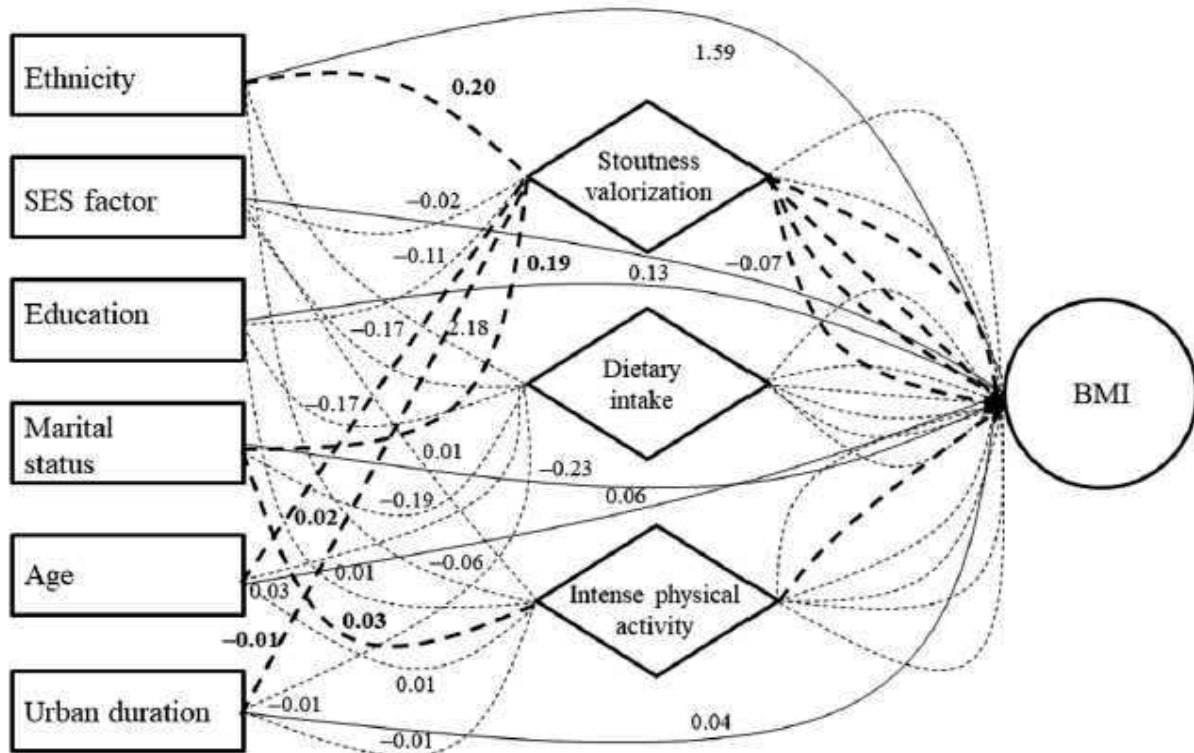 Ethnicity
1.59
0.20
Stoutness
valorization
SES factor
–0.02
–0.11
0.19
0.13
–0.07
Education
–0.17
2.18
Dietary
intake
BMI
–0.17
Marital
status
0.01
–0.23
–0.19
0.06
0.02
Age
0.03
0.01
–0.06
Intense physical
activity
–0.01
0.03
0.01
Urban duration
–0.01
0.04
–0.01